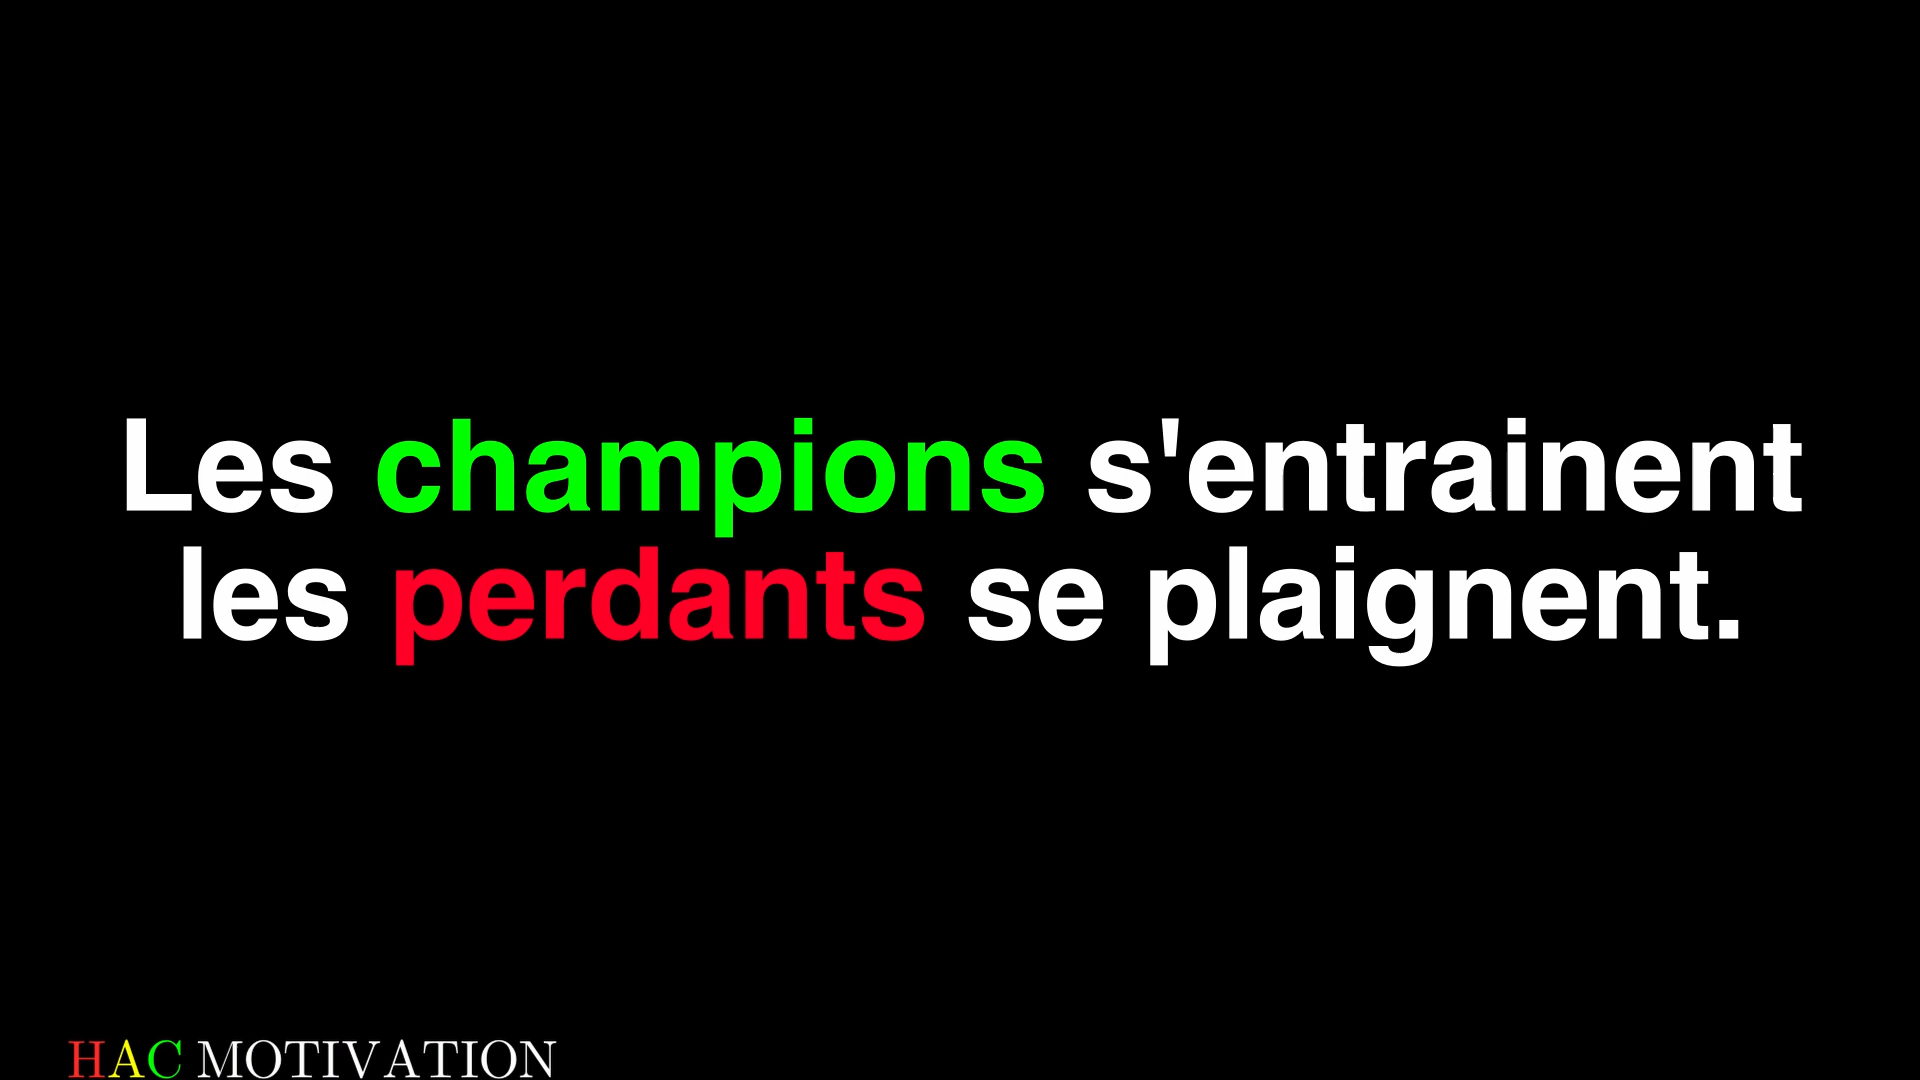 Les champions s'entrainent
les perdants se plaignent.
HAC MOTIVATION